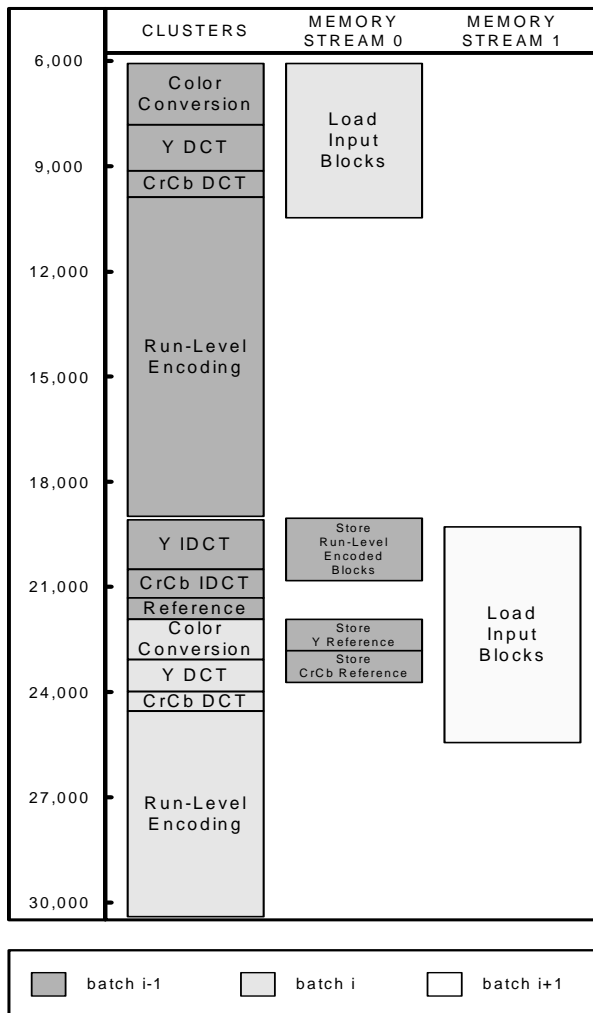 CLUSTERS
MEMORY
STREAM 0
MEMORY
STREAM 1
6,000
9,000
12,000
15,000
18,000
21,000
24,000
27,000
30,000
Color
Conversion
Y DCT
CrCb DCT
Run-Level
Encoding
Y IDCT
CrCb IDCT
Reference
Color
Conversion
Y DCT
CrCb DCT
Run-Level
Encoding
Load
Input
Blocks
Store
Run-Level
Encoded
Blocks
Store
Y Reference
Store
CrCb Reference
Load
Input
Blocks
batch i-1
batch i
batch i+1